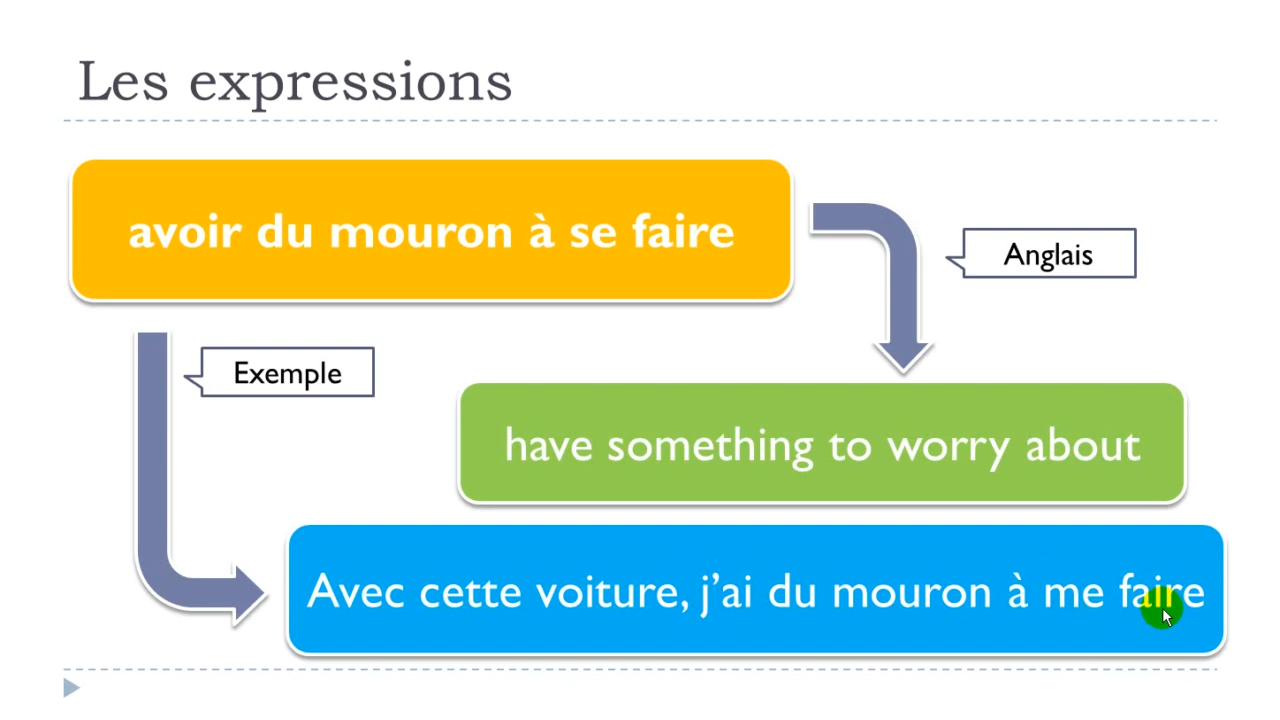 Les expressions
avoir du mouron à se faire
Anglais
Exemple
have something to worry about
Avec cette voiture, j’ai du mouron à me faire